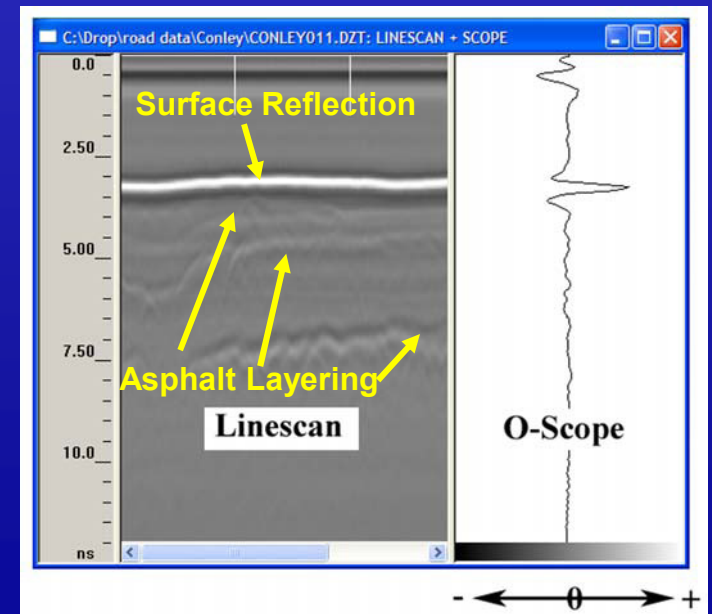 C:\Drop\road data\Conley\CONLEY011.DZT: LINESCAN + SCOPE
0.0
Surface Reflection
2.50
5.00
7.50
Asphalt Layering
Linescan
O-Scope
10.0
ns
- 0 +